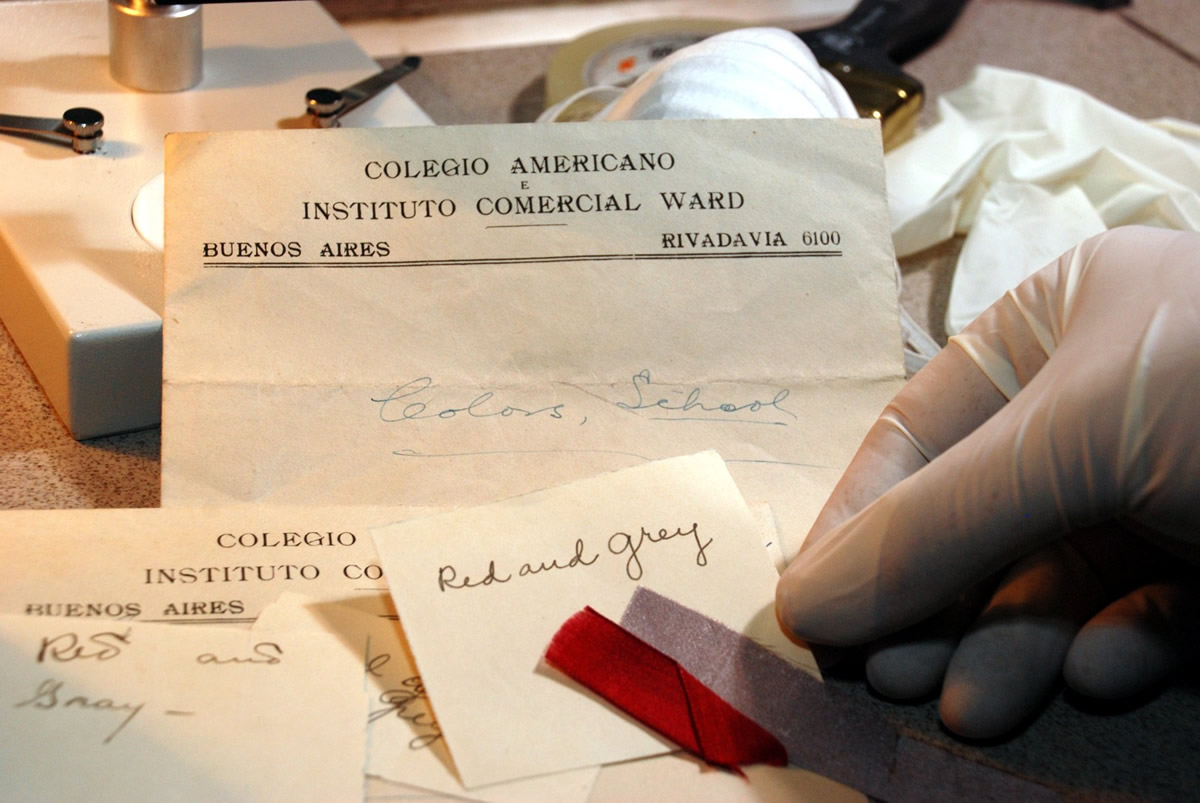 COLEGIO AMERICANO
E
INSTITUTO COMERCIAL WARD
BUENOS AIRES RIVADAVIA 6100
Colors, School
COLEGIO
INSTITUTO CO
BUENOS AIRES
Red and
Gray -
Grey
Red and Grey